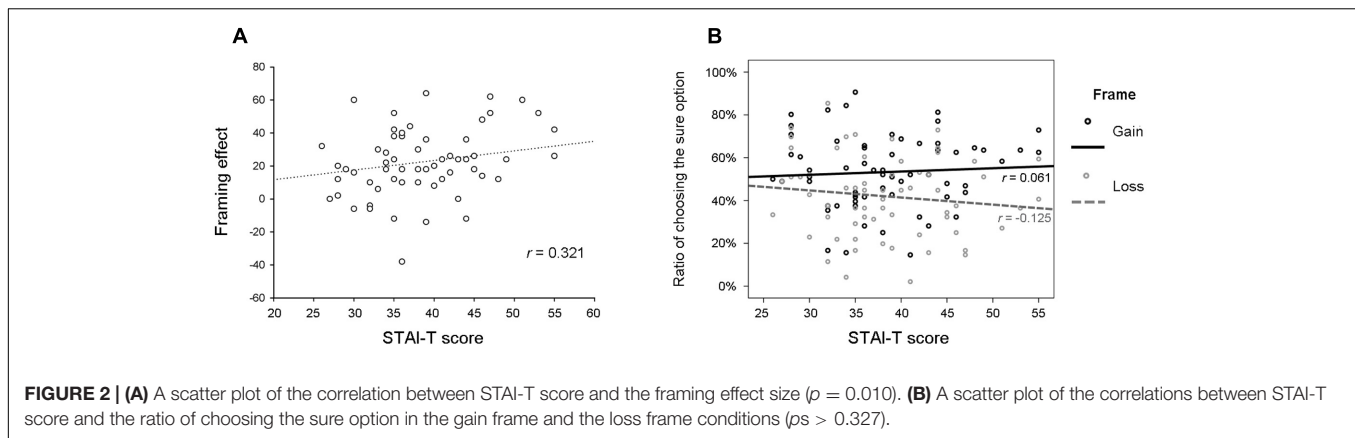 A
80
60
40
20
0
-20
-40
-60
20 25 30 35 40 45 50 55 60
Framing effect
STAI-T score
r = 0.321
B
100%
80%
60%
40%
20%
0%
25 30 35 40 45 50 55
Ratio of choosing the sure option
STAI-T score
r = 0.061
r = -0.125
Frame
Gain
Loss
FIGURE 2 | (A) A scatter plot of the correlation between STAI-T score and the framing effect size (p = 0.010). (B) A scatter plot of the correlations between STAI-T
score and the ratio of choosing the sure option in the gain frame and the loss frame conditions (ps > 0.327).